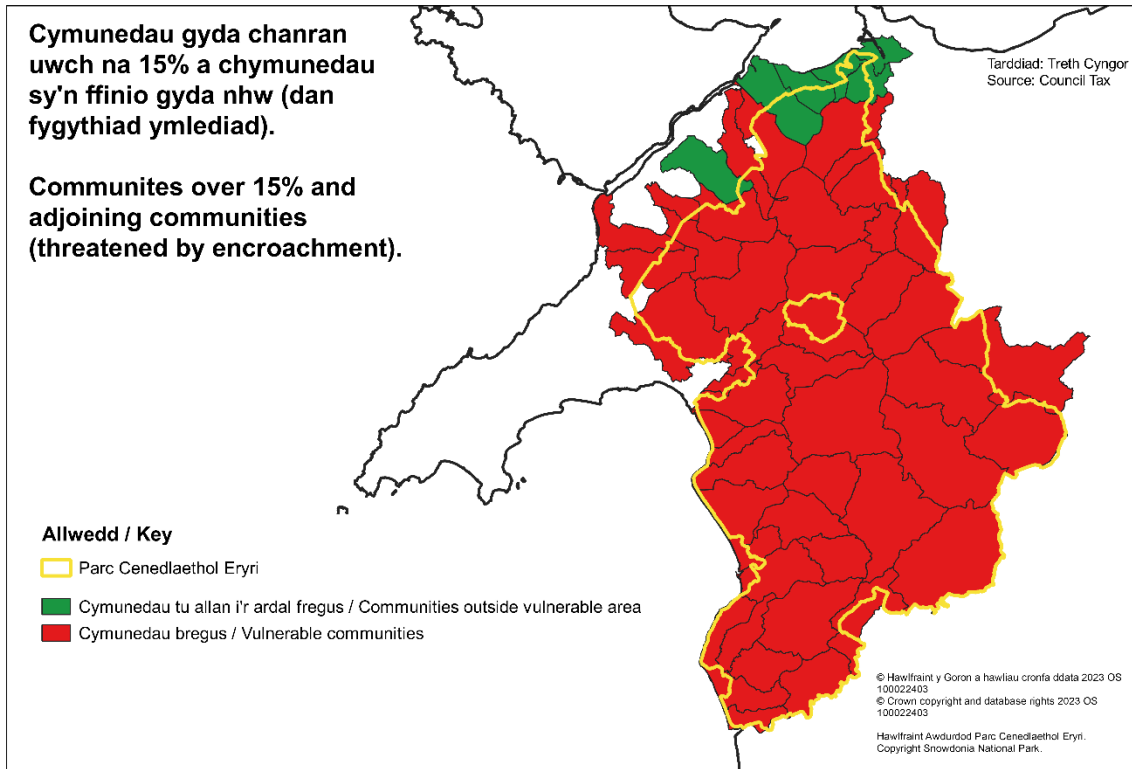 Cymunedau gyda chanran
uwch na 15% a chymunedau
sy'n ffinio gyda nhw (dan
fygythiad ymlediad).
Communites over 15% and
adjoining communities
(threatened by encroachment).
Tarddiad: Treth Cyngor
Source: Council Tax
Allwedd / Key
Parc Cenedlaethol Eryri
Cymunedau tu allan i'r ardal fregus / Communities outside vulnerable area
Cymunedau bregus / Vulnerable communities
© Hawlfraint y Goron a hawliau cronfa ddata 2023 OS
100022403
© Crown copyright and database rights 2023 OS
100022403
Hawlfraint Awdurdod Parc Cenedlaethol Eryri.
Copyright Snowdonia National Park.